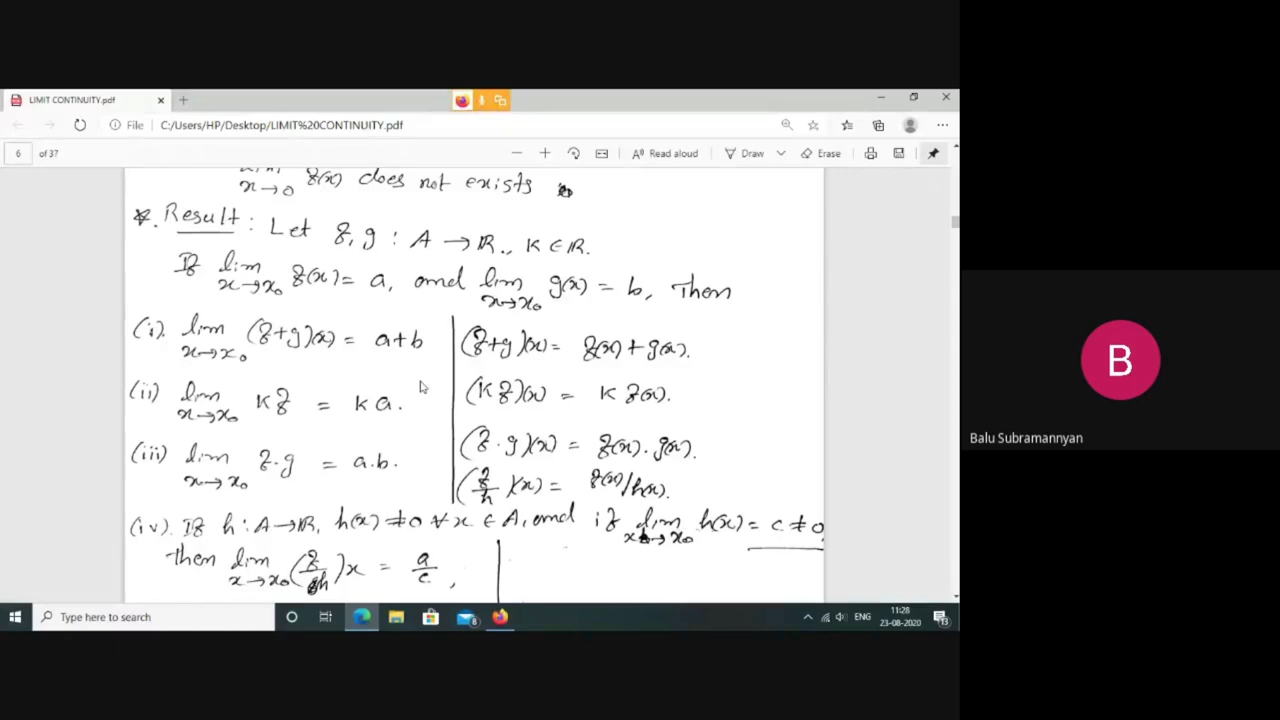 LIMIT CONTINUITY.pdf
File C:/Users/HP/Desktop/LIMIT%20CONTINUITY.pdf
6 of 37 Read aloud Draw Erase
x→0 f(x) does not exists
*. Result: Let f, g : A → R., K ∈ R.
If lim x→x₀ f(x) = a, and lim x→x₀ g(x) = b, Then
(i). lim x→x₀ (f+g)(x) = a+b
(f+g)(x) = f(x) + g(x).
(ii) lim x→x₀ Kf = Ka.
(Kf)(x) = K f(x).
(iii) lim x→x₀ f·g = a.b.
(f·g)(x) = f(x). g(x).
(f/h)(x) = f(x)/h(x).
(iv). If h : A→R, h(x) ≠ 0 ∀ x ∈ A, and if lim x→x₀ h(x) = c ≠ 0
Then lim x→x₀ (f/h)x = a/c,
B
Balu Subramannyan
Type here to search
8
ENG
11:28
23-08-2020
13